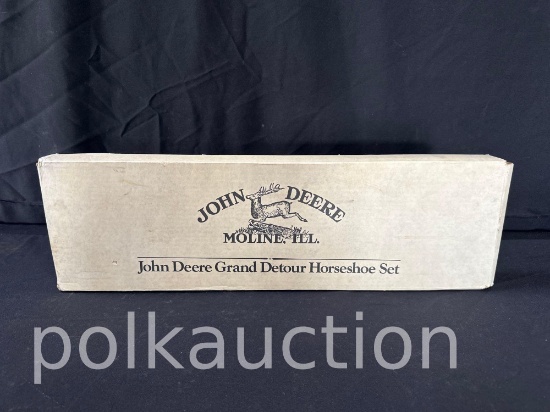 JOHN DEERE
MOLINE, ILL.
John Deere Grand Detour Horseshoe Set
polkauction